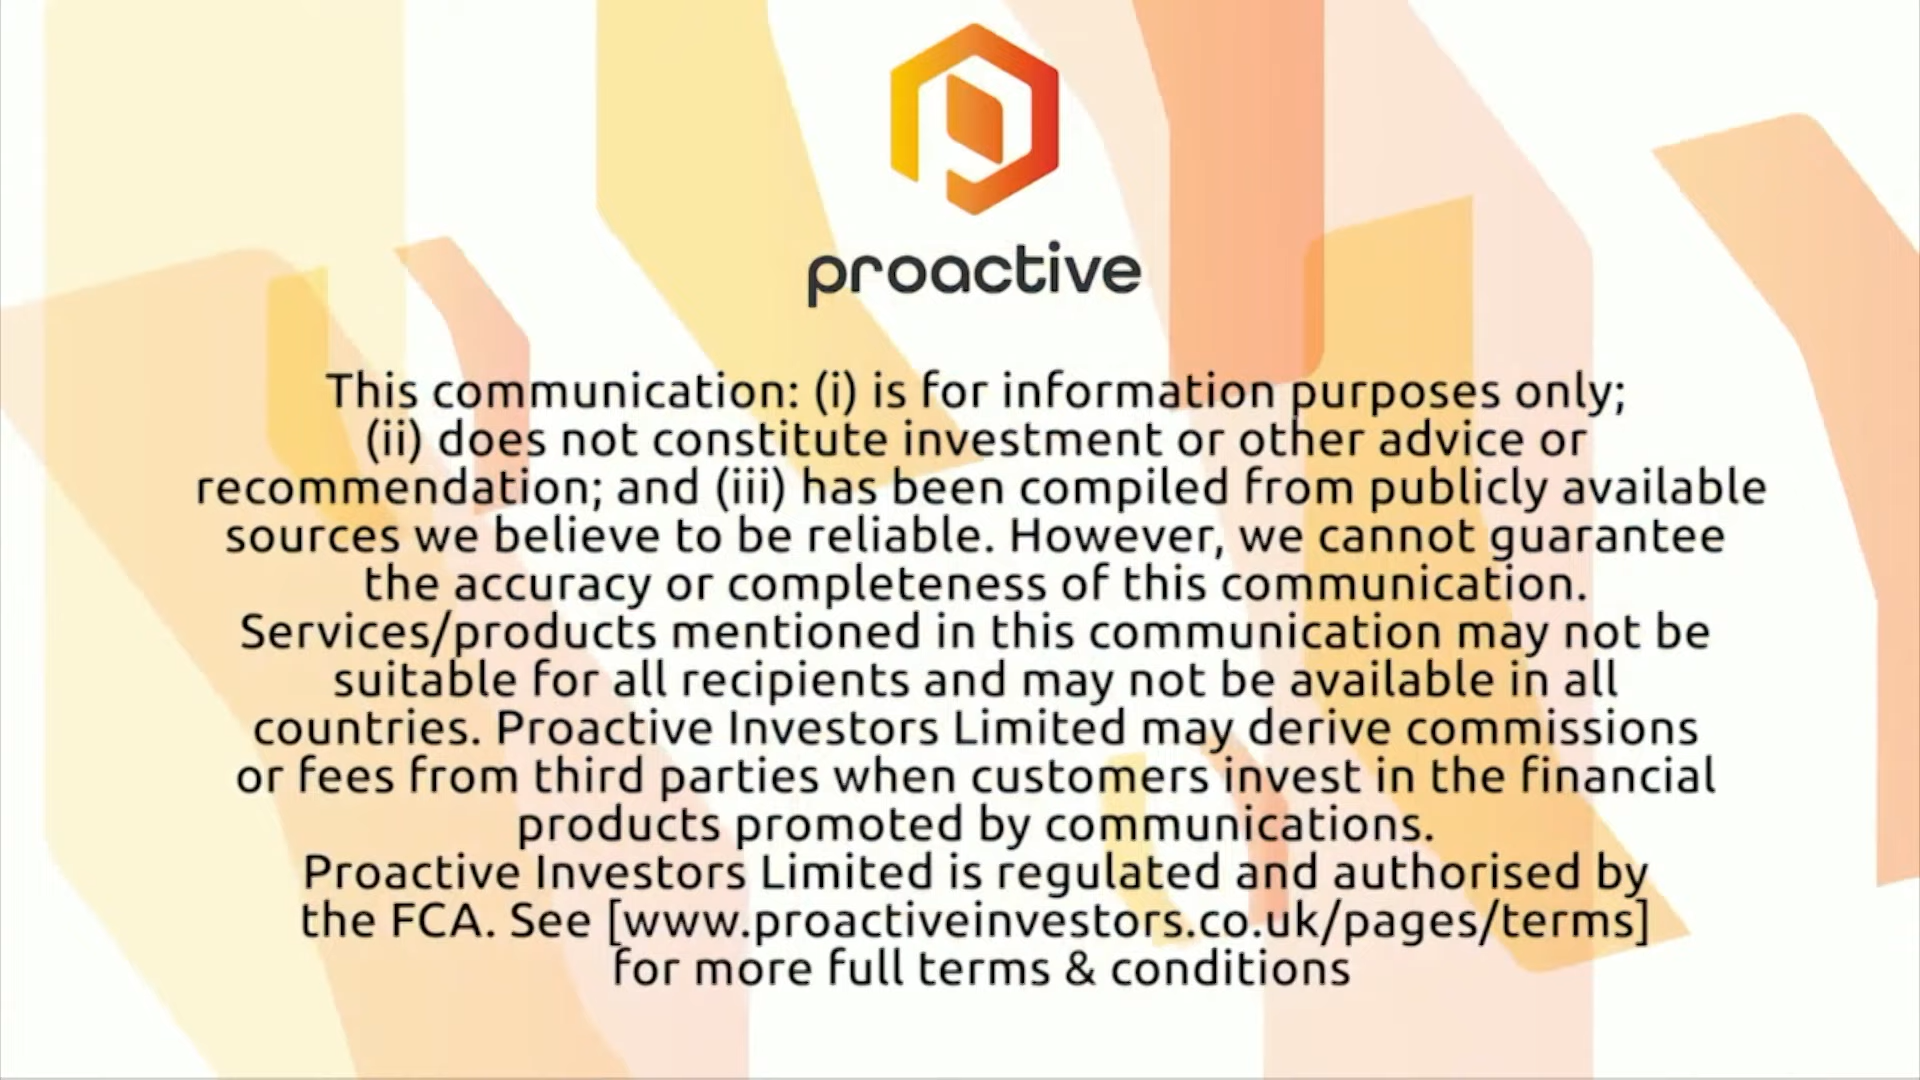 proactive
This communication: (i) is for information purposes only;
(ii) does not constitute investment or other advice or
recommendation; and (iii) has been compiled from publicly available
sources we believe to be reliable. However, we cannot guarantee
the accuracy or completeness of this communication.
Services/products mentioned in this communication may not be
suitable for all recipients and may not be available in all
countries. Proactive Investors Limited may derive commissions
or fees from third parties when customers invest in the financial
products promoted by communications.
Proactive Investors Limited is regulated and authorised by
the FCA. See [www.proactiveinvestors.co.uk/pages/terms]
for more full terms & conditions